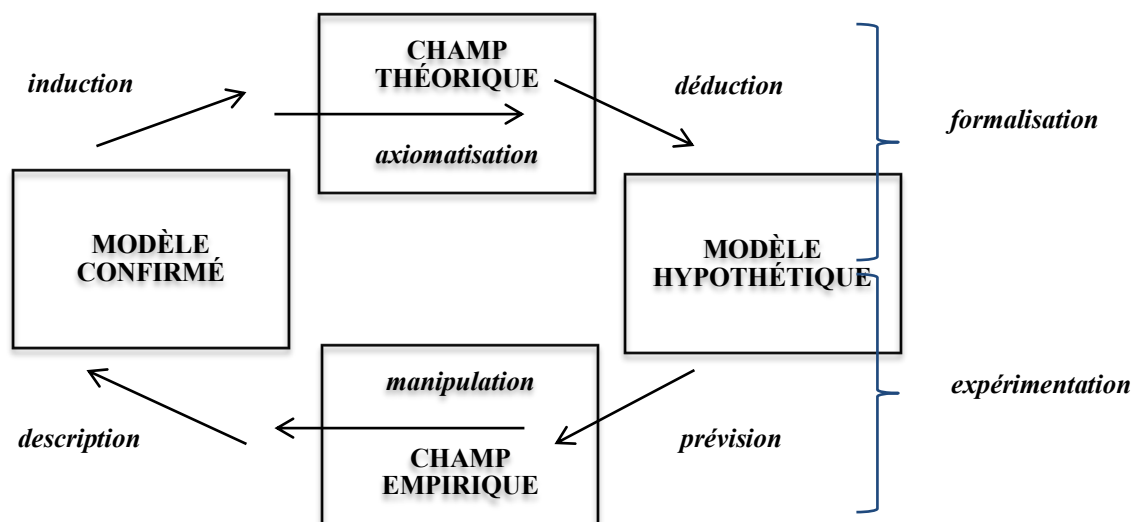 CHAMP
THÉORIQUE
induction
déduction
formalisation
axiomatisation
MODÈLE
CONFIRMÉ
MODÈLE
HYPOTHÉTIQUE
manipulation
expérimentation
description
prévision
CHAMP
EMPIRIQUE